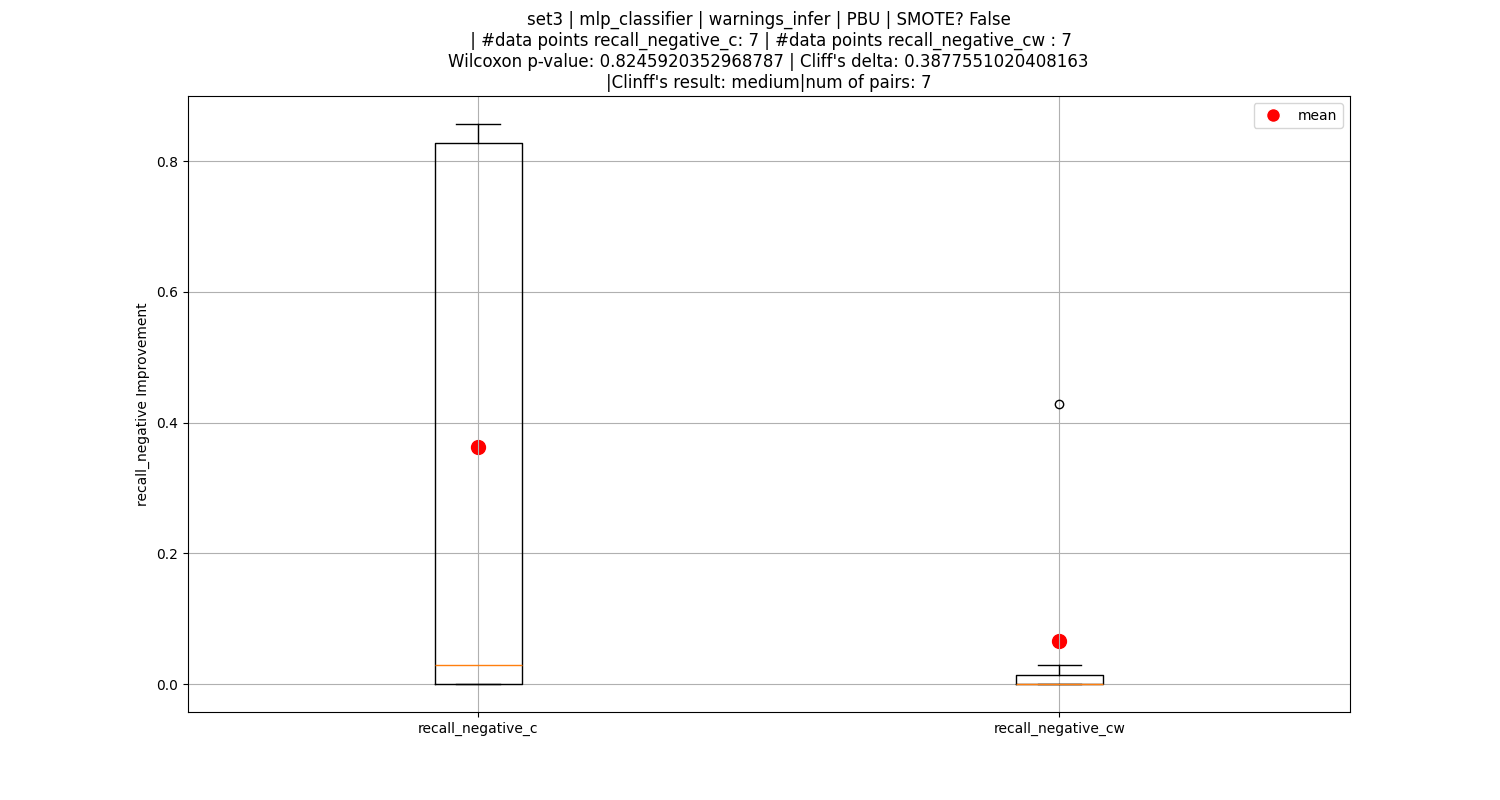 set3 | mlp_classifier | warnings_infer | PBU | SMOTE? False
| #data points recall_negative_c: 7 | #data points recall_negative_cw : 7
Wilcoxon p-value: 0.8245920352968787 | Cliff's delta: 0.3877551020408163
|Clinff's result: medium|num of pairs: 7
mean
0.8
0.6
0.4
0.2
0.0
recall_negative Improvement
recall_negative_c
recall_negative_cw